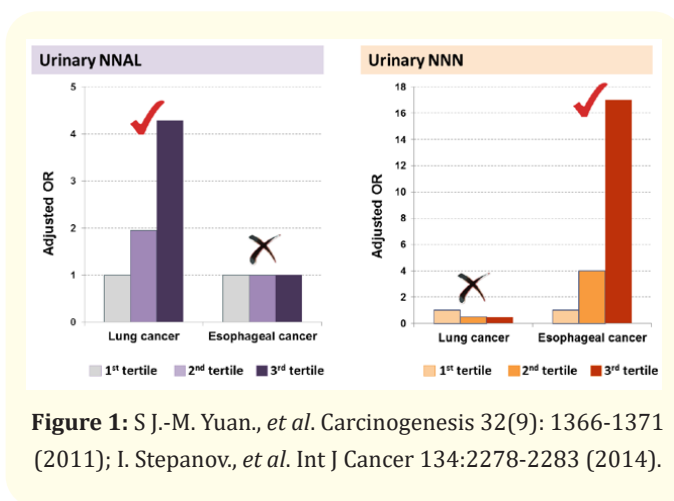 Urinary NNAL
5
4
3
2
1
0
Adjusted OR
Lung cancer
Esophageal cancer
1st tertile
2nd tertile
3rd tertile
Urinary NNN
18
16
14
12
10
8
6
4
2
0
Adjusted OR
Lung cancer
Esophageal cancer
1st tertile
2nd tertile
3rd tertile
Figure 1: S J.-M. Yuan., et al. Carcinogenesis 32(9): 1366-1371
(2011); I. Stepanov., et al. Int J Cancer 134:2278-2283 (2014).